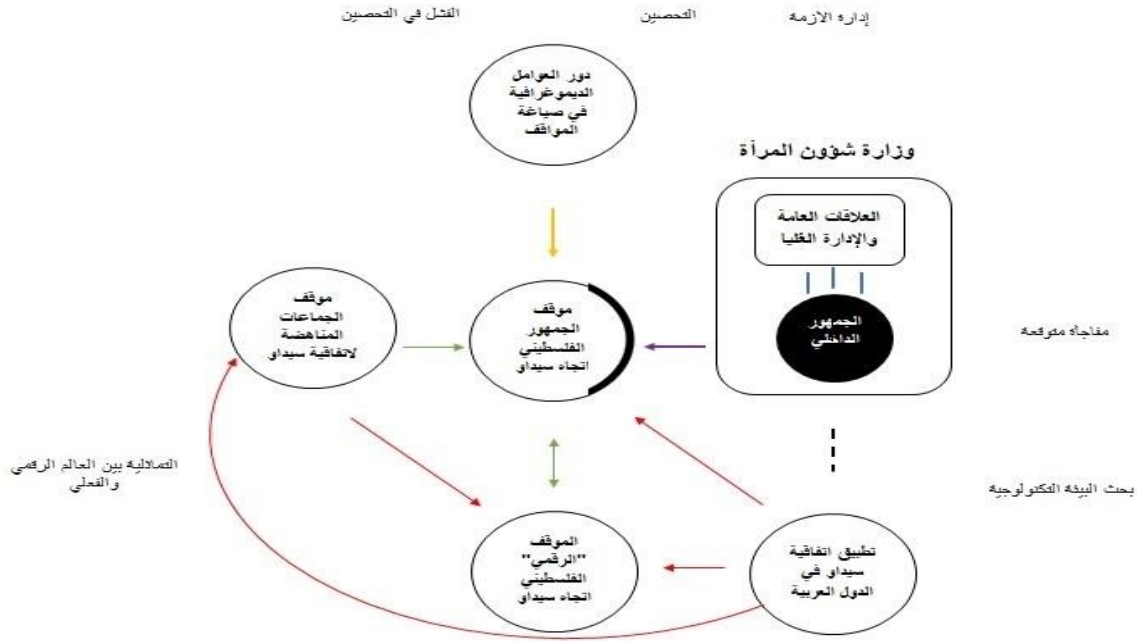 إدارة الازمة
التحصين
الفشل في التحصين
دور العوامل
الديموغرافية
في صياغة
المواقف
وزارة شؤون المرأة
العلاقات العامة
والإدارة العُليا
الجمهور
الداخلي
موقف
الجمهور
الفلسطيني
اتجاه سيداو
موقف
الجماعات
المناهضة
لاتفاقية سيداو
مفاجأة متوقعة
التماثلية بين العالم الرقمي
والفعلي
بحث البيئة التكنولوجية
الموقف
"الرقمي"
الفلسطيني
اتجاه سيداو
تطبيق اتفاقية
سيداو في
الدول العربية